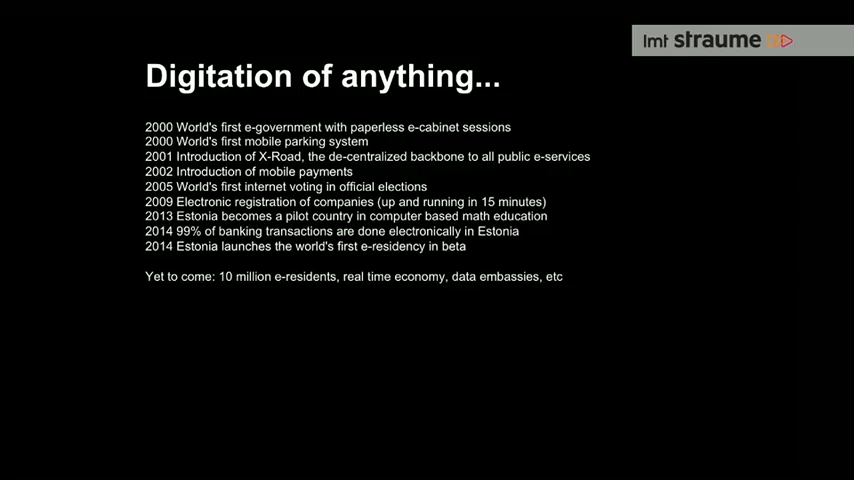 lmt straume
Digitation of anything...
2000 World's first e-government with paperless e-cabinet sessions
2000 World's first mobile parking system
2001 Introduction of X-Road, the de-centralized backbone to all public e-services
2002 Introduction of mobile payments
2005 World's first internet voting in official elections
2009 Electronic registration of companies (up and running in 15 minutes)
2013 Estonia becomes a pilot country in computer based math education
2014 99% of banking transactions are done electronically in Estonia
2014 Estonia launches the world's first e-residency in beta
Yet to come: 10 million e-residents, real time economy, data embassies, etc